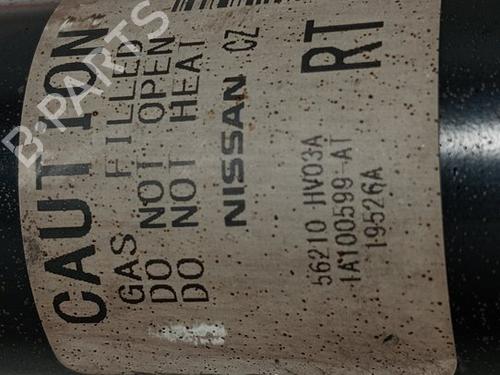 CAUTION
GAS FILLED
DO NOT OPEN
DO NOT HEAT
NISSAN CZ
RT
56210 HV03A
1A100599-AT
19526A
B-PARTS